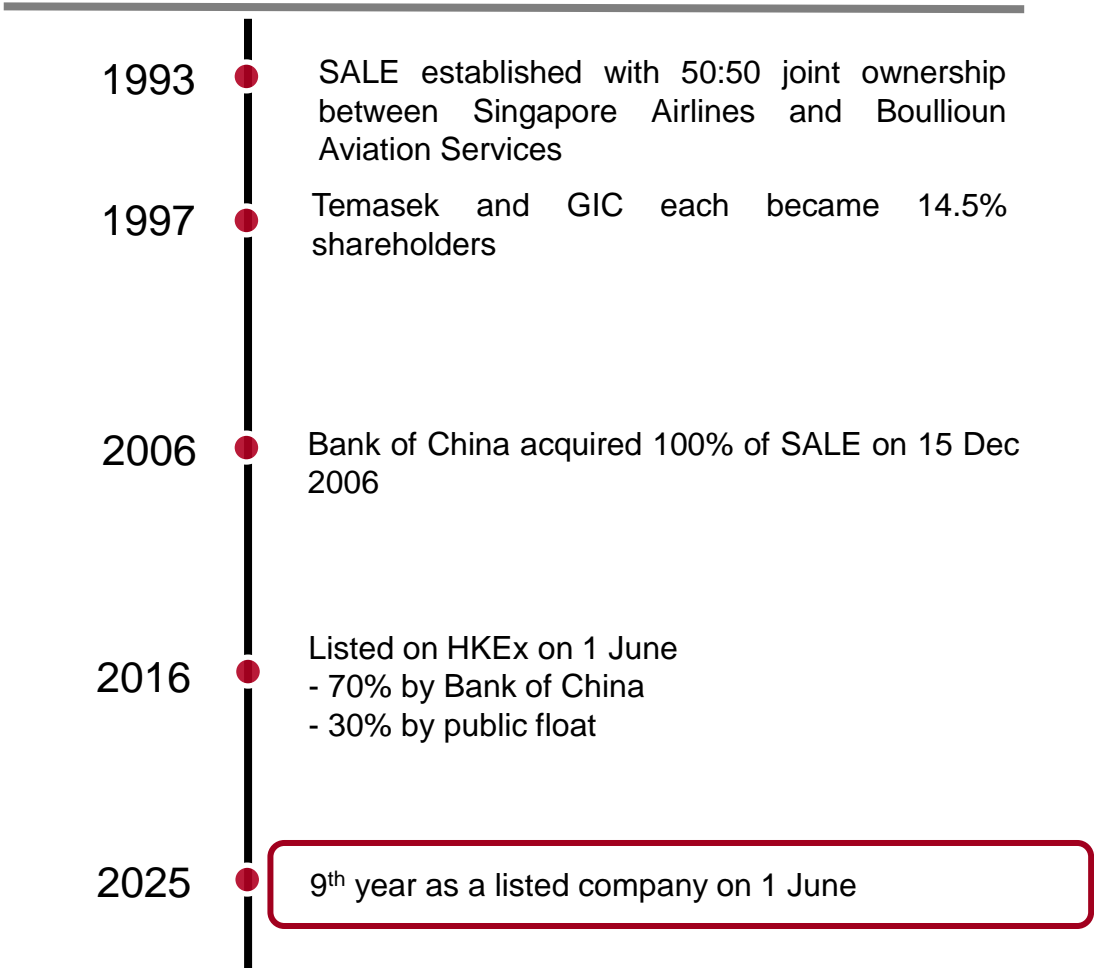 1993
SALE established with 50:50 joint ownership
between Singapore Airlines and Boullioun
Aviation Services
1997
Temasek and GIC each became 14.5%
shareholders
2006
Bank of China acquired 100% of SALE on 15 Dec
2006
2016
Listed on HKEx on 1 June
- 70% by Bank of China
- 30% by public float
2025
9th year as a listed company on 1 June